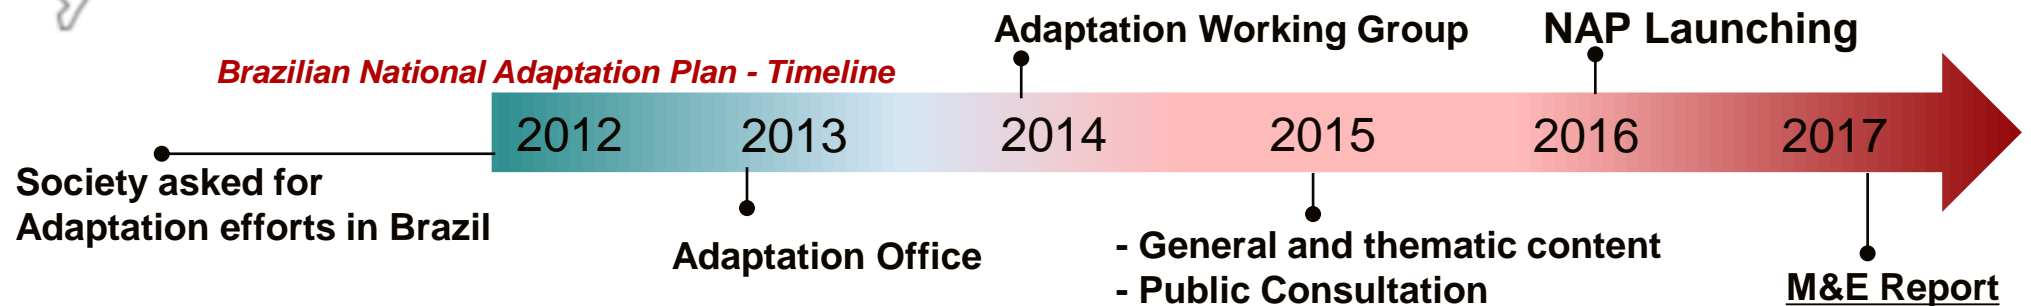 Adaptation Working Group
NAP Launching
Brazilian National Adaptation Plan - Timeline
2012 2013 2014 2015 2016 2017
Society asked for
Adaptation efforts in Brazil
Adaptation Office
- General and thematic content
- Public Consultation
M&E Report